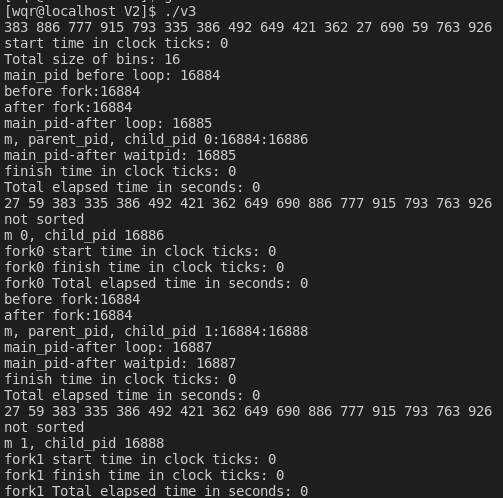 [wqr@localhost V2]$ ./v3
383 886 777 915 793 335 386 492 649 421 362 27 690 59 763 926
start time in clock ticks: 0
Total size of bins: 16
main_pid before loop: 16884
before fork:16884
after fork:16884
main_pid-after loop: 16885
m, parent_pid, child_pid 0:16884:16886
main_pid-after waitpid: 16885
finish time in clock ticks: 0
Total elapsed time in seconds: 0
27 59 383 335 386 492 421 362 649 690 886 777 915 793 763 926
not sorted
m 0, child_pid 16886
fork0 start time in clock ticks: 0
fork0 finish time in clock ticks: 0
fork0 Total elapsed time in seconds: 0
before fork:16884
after fork:16884
m, parent_pid, child_pid 1:16884:16888
main_pid-after loop: 16887
main_pid-after waitpid: 16887
finish time in clock ticks: 0
Total elapsed time in seconds: 0
27 59 383 335 386 492 421 362 649 690 886 777 915 793 763 926
not sorted
m 1, child_pid 16888
fork1 start time in clock ticks: 0
fork1 finish time in clock ticks: 0
fork1 Total elapsed time in seconds: 0